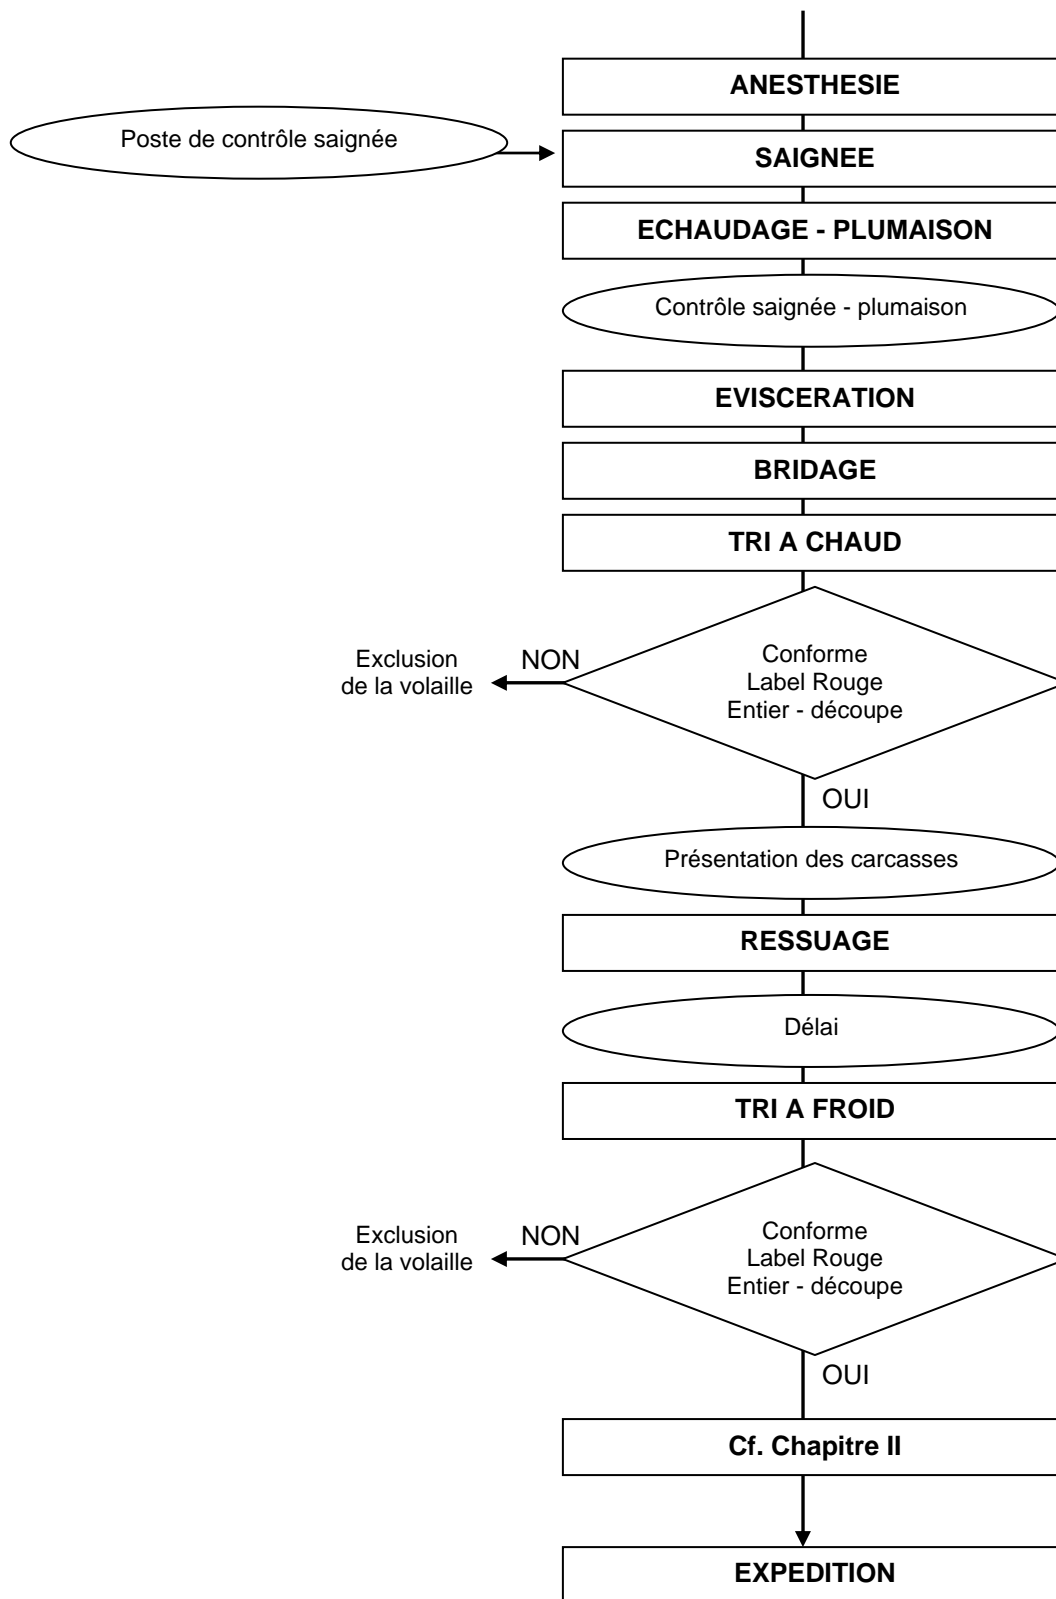 ANESTHESIE
Poste de contrôle saignée
SAIGNEE
ECHAUDAGE - PLUMAISON
Contrôle saignée - plumaison
EVISCERATION
BRIDAGE
TRI A CHAUD
Exclusion
de la volaille
NON
Conforme
Label Rouge
Entier - découpe
OUI
Présentation des carcasses
RESSUAGE
Délai
TRI A FROID
Exclusion
de la volaille
NON
Conforme
Label Rouge
Entier - découpe
OUI
Cf. Chapitre II
EXPEDITION